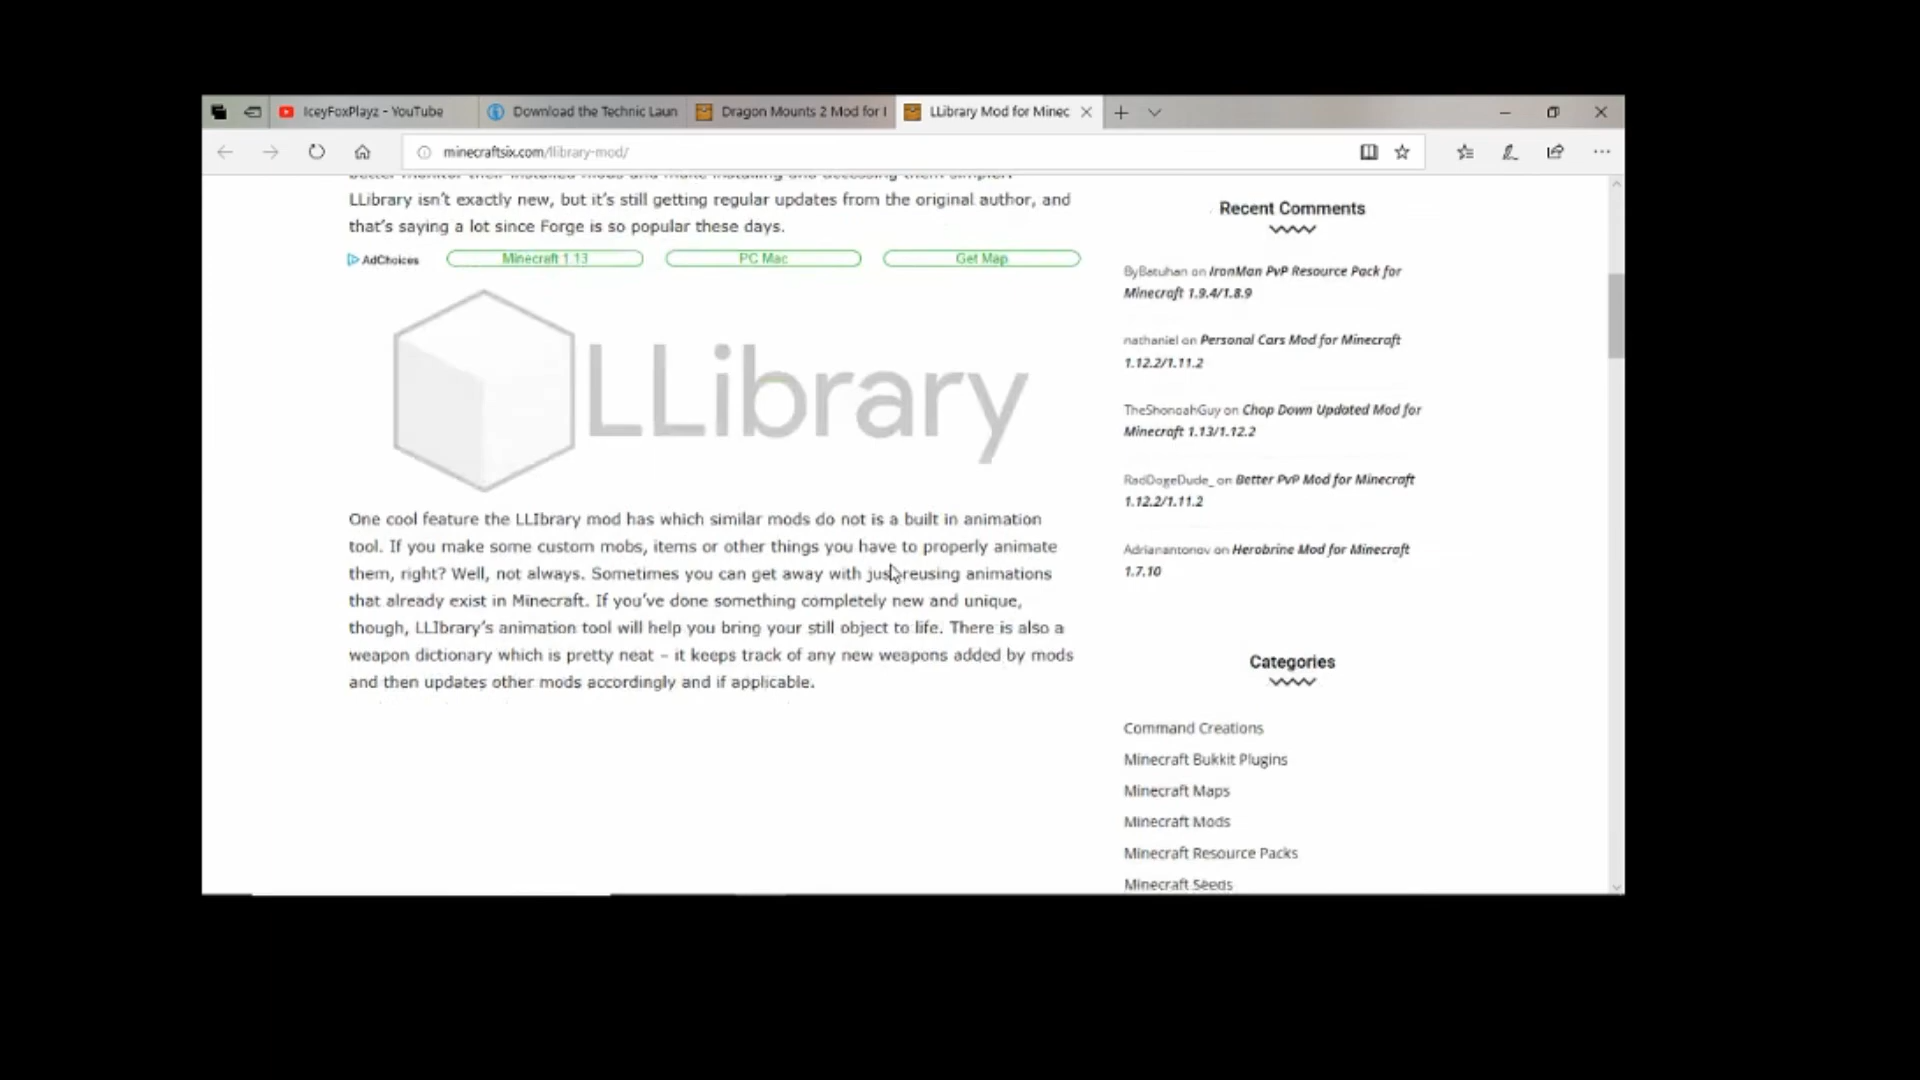 IceyFoxPlayz - YouTube
Download the Technic Laun
Dragon Mounts 2 Mod for I
LLibrary Mod for Minec
minecraftsix.com/llibrary-mod/
better monitor their installed mods and make installing and accessing them simpler.
LLibrary isn't exactly new, but it's still getting regular updates from the original author, and
that's saying a lot since Forge is so popular these days.
AdChoices
Minecraft 1 13
PC Mac
Get Map
LLibrary
One cool feature the LLIbrary mod has which similar mods do not is a built in animation
tool. If you make some custom mobs, items or other things you have to properly animate
them, right? Well, not always. Sometimes you can get away with just reusing animations
that already exist in Minecraft. If you've done something completely new and unique,
though, LLIbrary's animation tool will help you bring your still object to life. There is also a
weapon dictionary which is pretty neat – it keeps track of any new weapons added by mods
and then updates other mods accordingly and if applicable.
Recent Comments
ByBatuhan on IronMan PvP Resource Pack for
Minecraft 1.9.4/1.8.9
nathaniel on Personal Cars Mod for Minecraft
1.12.2/1.11.2
TheShonoahGuy on Chop Down Updated Mod for
Minecraft 1.13/1.12.2
RadDogeDude_ on Better PvP Mod for Minecraft
1.12.2/1.11.2
Adrianantonov on Herobrine Mod for Minecraft
1.7.10
Categories
Command Creations
Minecraft Bukkit Plugins
Minecraft Maps
Minecraft Mods
Minecraft Resource Packs
Minecraft Seeds